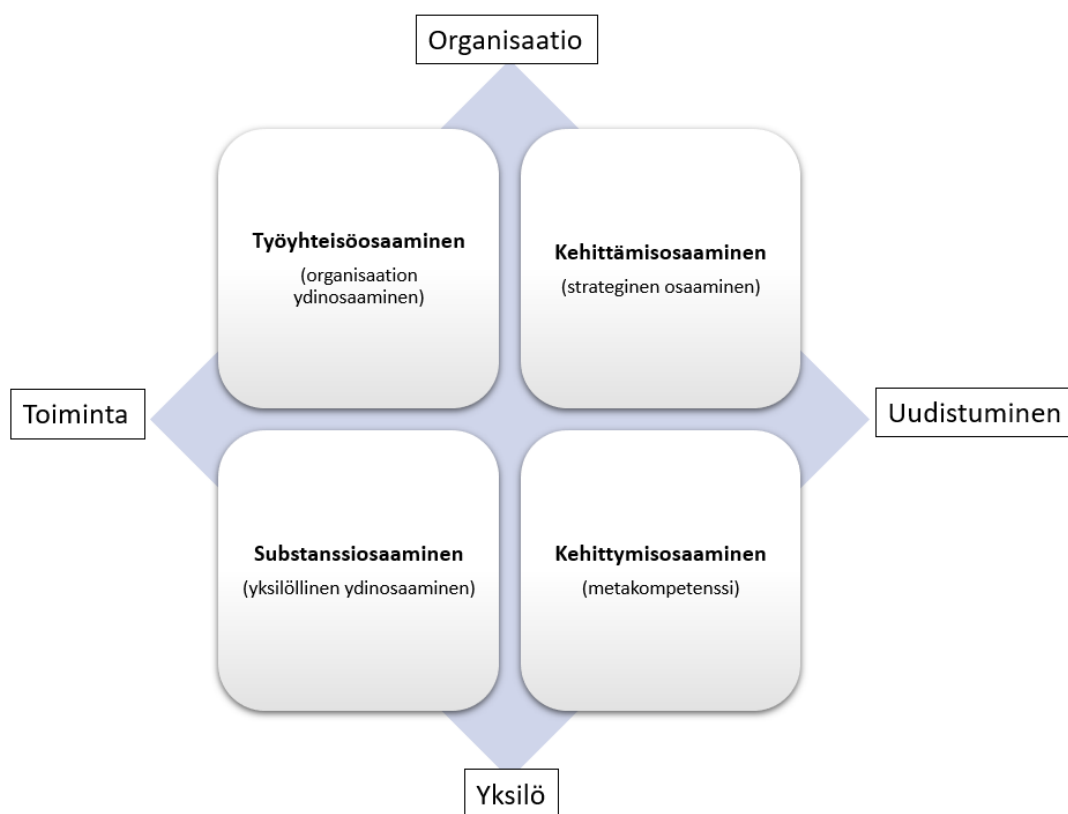 Organisaatio
Työyhteisöosaaminen
(organisaation
ydinosaaminen)
Kehittämisosaaminen
(strateginen osaaminen)
Toiminta
Uudistuminen
Substanssiosaaminen
(yksilöllinen ydinosaaminen)
Kehittymisosaaminen
(metakompetenssi)
Yksilö